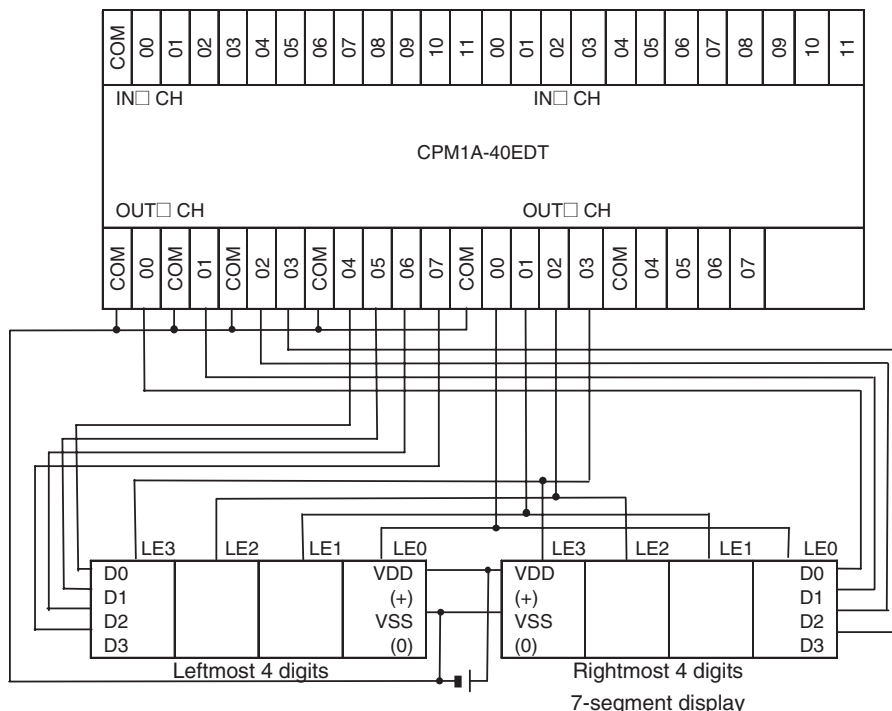 COM 00 01 02 03 04 05 06 07 08 09 10 11 00 01 02 03 04 05 06 07 08 09 10 11
IN□ CH IN□ CH
CPM1A-40EDT
OUT□ CH OUT□ CH
COM 00 COM 01 COM 02 03 COM 04 05 06 07 COM 00 01 02 03 COM 04 05 06 07
LE3 LE2 LE1 LE0 LE3 LE2 LE1 LE0
D0 VDD VDD D0
D1 (+) (+) D1
D2 VSS VSS D2
D3 (0) (0) D3
Leftmost 4 digits Rightmost 4 digits
7-segment display